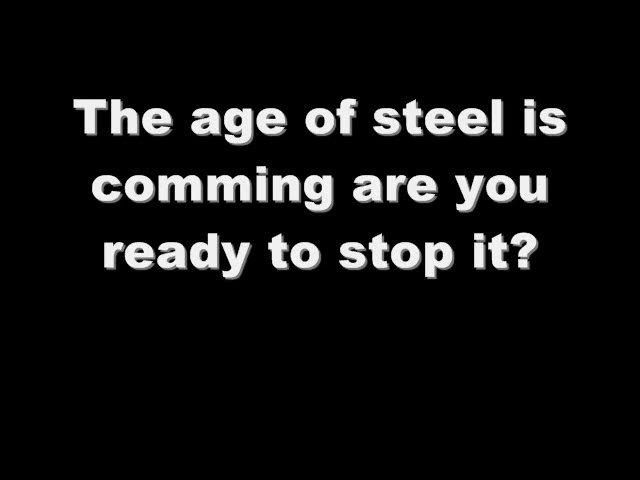 The age of steel is
comming are you
ready to stop it?